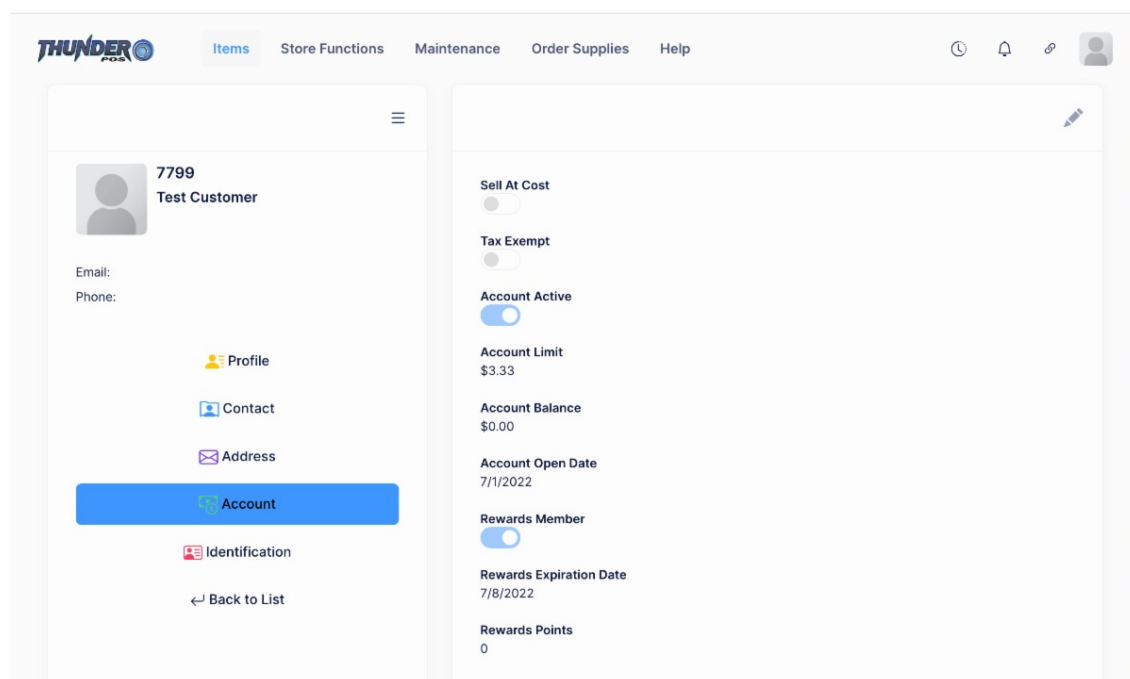 THUNDER POS Items Store Functions Maintenance Order Supplies Help
7799
Test Customer
Email:
Phone:
Profile
Contact
Address
Account
Identification
Back to List
Sell At Cost
Tax Exempt
Account Active
Account Limit
$3.33
Account Balance
$0.00
Account Open Date
7/1/2022
Rewards Member
Rewards Expiration Date
7/8/2022
Rewards Points
0